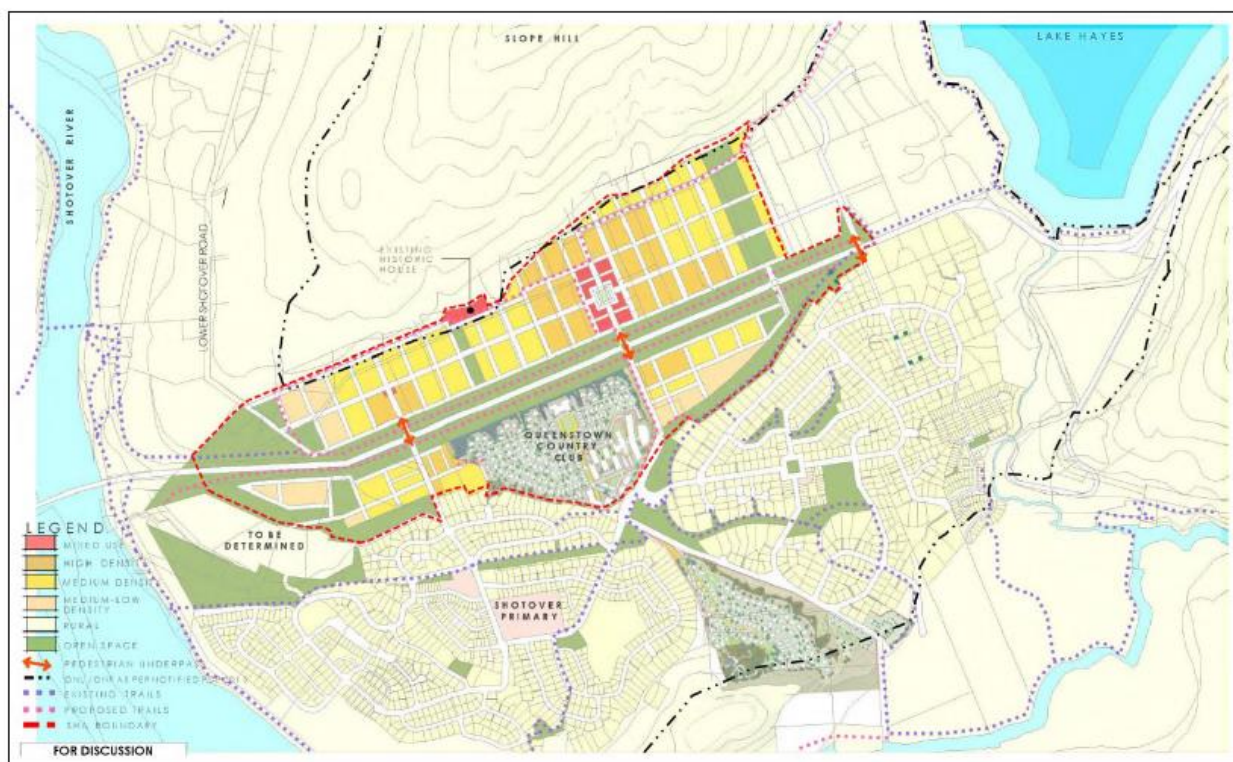 SLOPE HILL
LAKE HAYES
SHOTOVER RIVER
LOWER SHOTOVER ROAD
EXISTING
HISTORIC
HOUSE
QUEENSTOWN
COUNTRY
CLUB
TO BE
DETERMINED
SHOTOVER
PRIMARY
LEGEND
MIXED USE
HIGH DENSITY
MEDIUM DENSITY
MEDIUM-LOW
DENSITY
RURAL
OPEN SPACE
PEDESTRIAN UNDERPA
EXISTING TRAILS
PROPOSED TRAILS
SHA BOUNDARY
FOR DISCUSSION